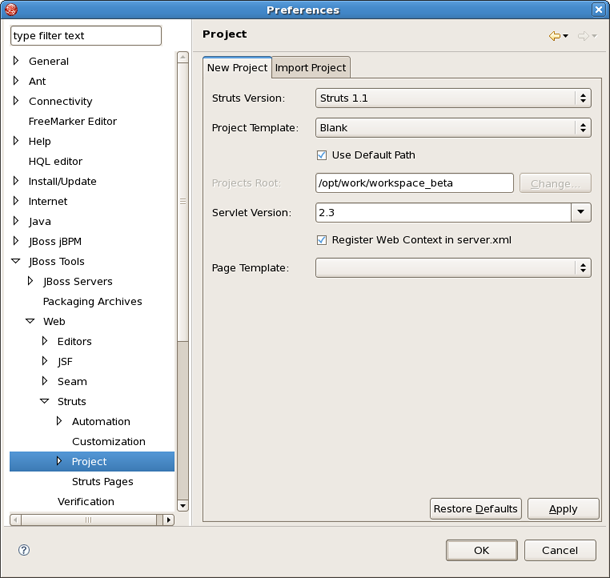 Preferences
type filter text
General
Ant
Connectivity
FreeMarker Editor
Help
HQL editor
Install/Update
Internet
Java
JBoss jBPM
JBoss Tools
JBoss Servers
Packaging Archives
Web
Editors
JSF
Seam
Struts
Automation
Customization
Project
Struts Pages
Verification
Project
New Project
Import Project
Struts Version: Struts 1.1
Project Template: Blank
Use Default Path
Projects Root: /opt/work/workspace_beta Change...
Servlet Version: 2.3
Register Web Context in server.xml
Page Template:
Restore Defaults Apply
? OK Cancel